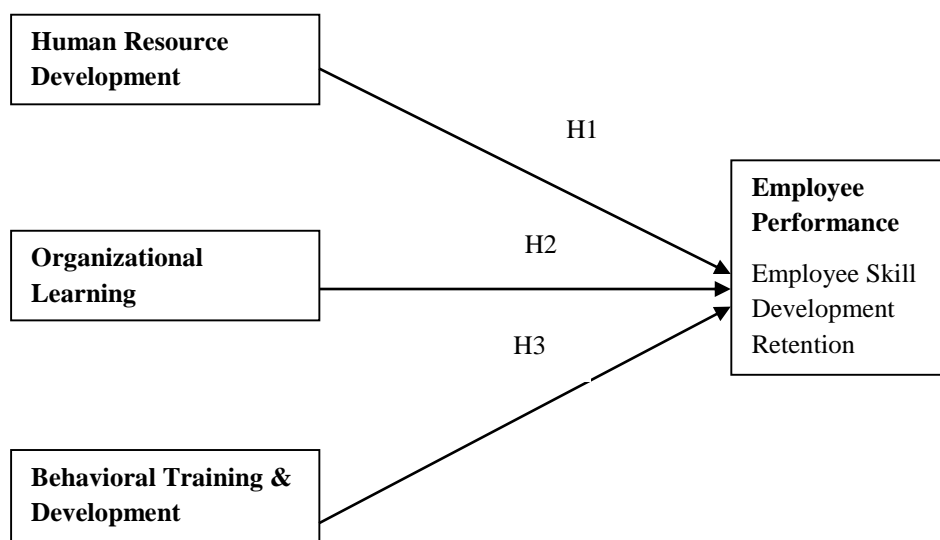 Human Resource
Development
H1
Employee
Performance
Employee Skill
Development
Retention
Organizational
Learning
H2
H3
Behavioral Training &
Development